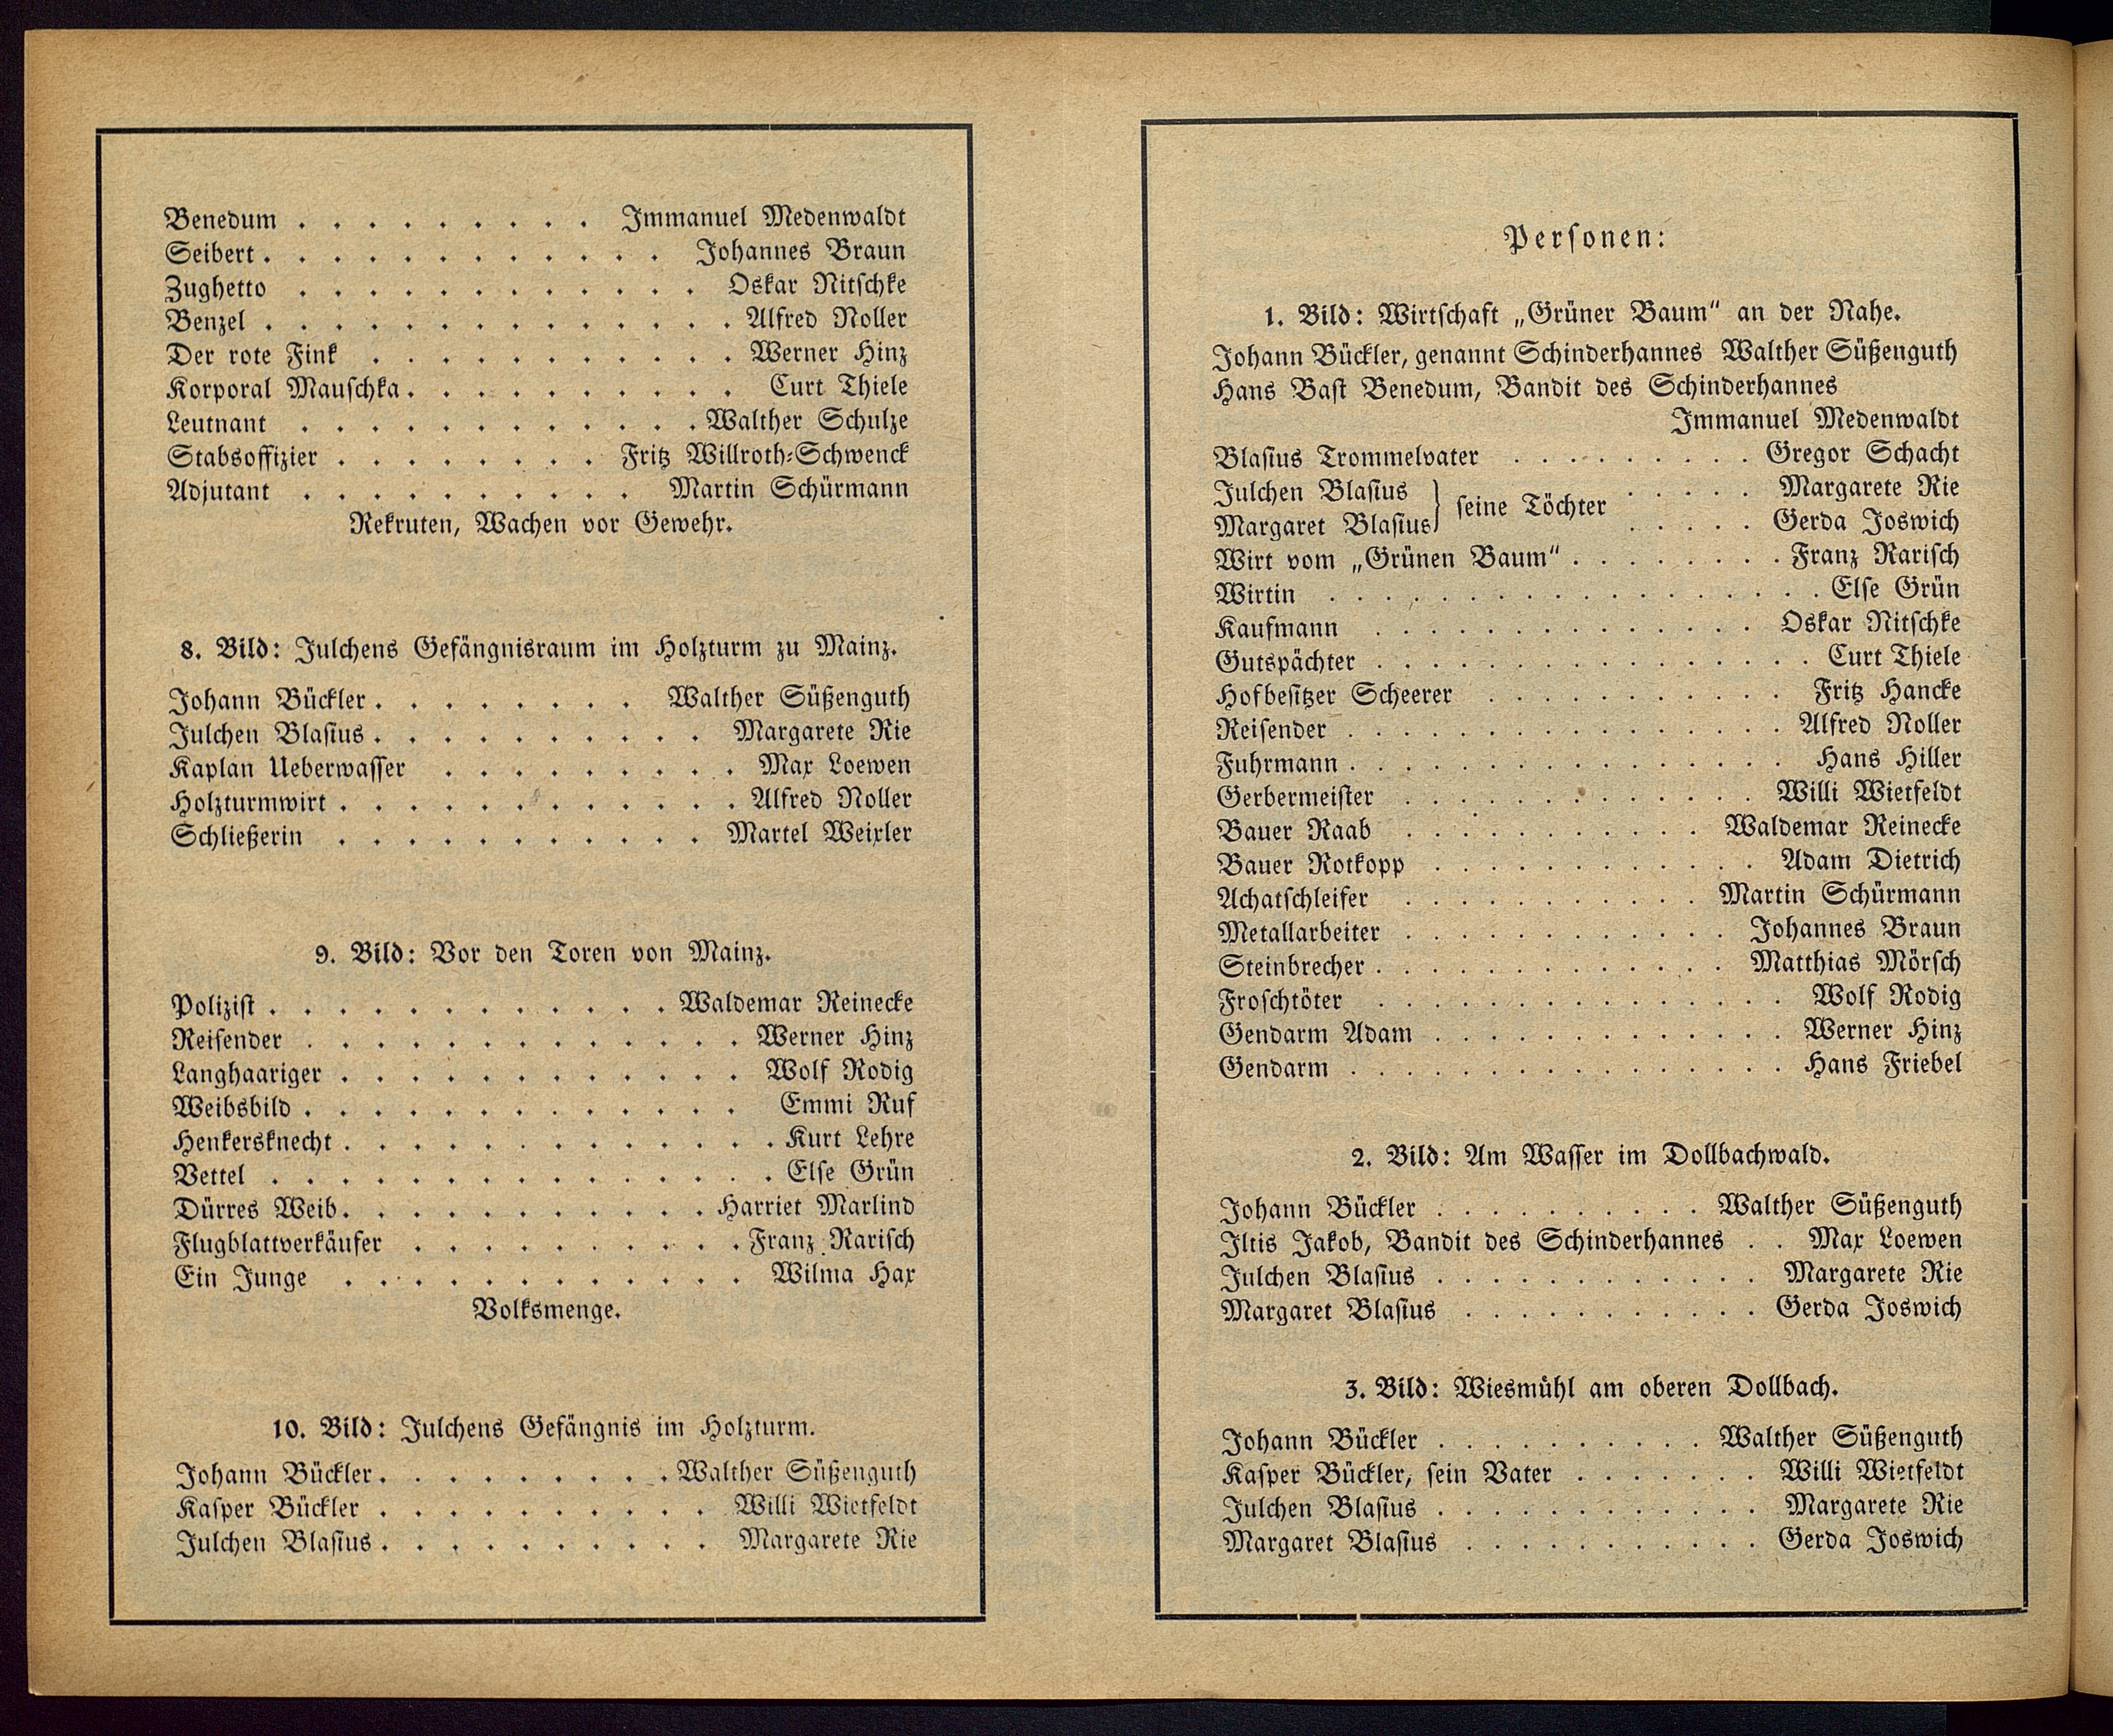 Benedum . . . . . . . . . Immanuel Medenwaldt
Seibert . . . . . . . . . . . . Johannes Braun
Zughetto . . . . . . . . . . . . Oskar Nitschke
Benzel . . . . . . . . . . . . . . Alfred Noller
Der rote Fink . . . . . . . . . . . Werner Hinz
Korporal Mauschka . . . . . . . . . . Curt Thiele
Leutnant . . . . . . . . . . . . Walther Schulze
Stabsoffizier . . . . . . . . Fritz Willroth-Schwenck
Adjutant . . . . . . . . . . Martin Schürmann
Rekruten, Wachen vor Gewehr.
8. Bild: Julchens Gefängnisraum im Holzturm zu Mainz.
Johann Bückler . . . . . . . . Walther Süßenguth
Julchen Blasius . . . . . . . . . . Margarete Rie
Kaplan Ueberwasser . . . . . . . . . Max Loewen
Holzturmwirt . . . . . . . . . . . . Alfred Noller
Schließerin . . . . . . . . . . . Martel Weixler
9. Bild: Vor den Toren von Mainz.
Polizist . . . . . . . . . . . . Waldemar Reinecke
Reisender . . . . . . . . . . . . . Werner Hinz
Langhaariger . . . . . . . . . . . . Wolf Rodig
Weibsbild . . . . . . . . . . . . . Emmi Ruf
Henkersknecht . . . . . . . . . . . . . Kurt Lehre
Vettel . . . . . . . . . . . . . . . Else Grün
Dürres Weib . . . . . . . . . . . Harriet Marlind
Flugblattverkäufer . . . . . . . . . . Franz Rarisch
Ein Junge . . . . . . . . . . . . Wilma Hax
Volksmenge.
10. Bild: Julchens Gefängnis im Holzturm.
Johann Bückler . . . . . . . . . Walther Süßenguth
Kasper Bückler . . . . . . . . . . Willi Wietfeldt
Julchen Blasius . . . . . . . . . . Margarete Rie
Personen:
1. Bild: Wirtschaft „Grüner Baum“ an der Nahe.
Johann Bückler, genannt Schinderhannes Walther Süßenguth
Hans Bast Benedum, Bandit des Schinderhannes
Immanuel Medenwaldt
Blasius Trommelvater . . . . . . . . . Gregor Schacht
Julchen Blasius } seine Töchter . . . . . Margarete Rie
Margaret Blasius } . . . . . Gerda Joswich
Wirt vom „Grünen Baum“ . . . . . . . . Franz Rarisch
Wirtin . . . . . . . . . . . . . . . . . . Else Grün
Kaufmann . . . . . . . . . . . . . . Oskar Nitschke
Gutspächter . . . . . . . . . . . . . . . . Curt Thiele
Hofbesitzer Scheerer . . . . . . . . . . . Fritz Hancke
Reisender . . . . . . . . . . . . . . . . Alfred Noller
Fuhrmann . . . . . . . . . . . . . . . . Hans Hiller
Gerbermeister . . . . . . . . . . . . . Willi Wietfeldt
Bauer Raab . . . . . . . . . . . Waldemar Reinecke
Bauer Rotkopp . . . . . . . . . . . . Adam Dietrich
Achatschleifer . . . . . . . . . . . Martin Schürmann
Metallarbeiter . . . . . . . . . . . . Johannes Braun
Steinbrecher . . . . . . . . . . . . . Matthias Mörsch
Froschtöter . . . . . . . . . . . . . . . Wolf Rodig
Gendarm Adam . . . . . . . . . . . . . Werner Hinz
Gendarm . . . . . . . . . . . . . . . . Hans Friebel
2. Bild: Am Wasser im Dollbachwald.
Johann Bückler . . . . . . . . . . Walther Süßenguth
Iltis Jakob, Bandit des Schinderhannes . . Max Loewen
Julchen Blasius . . . . . . . . . . . . Margarete Rie
Margaret Blasius . . . . . . . . . . . Gerda Joswich
3. Bild: Wiesmühl am oberen Dollbach.
Johann Bückler . . . . . . . . . . Walther Süßenguth
Kasper Bückler, sein Vater . . . . . . . Willi Wietfeldt
Julchen Blasius . . . . . . . . . . . . Margarete Rie
Margaret Blasius . . . . . . . . . . . Gerda Joswich